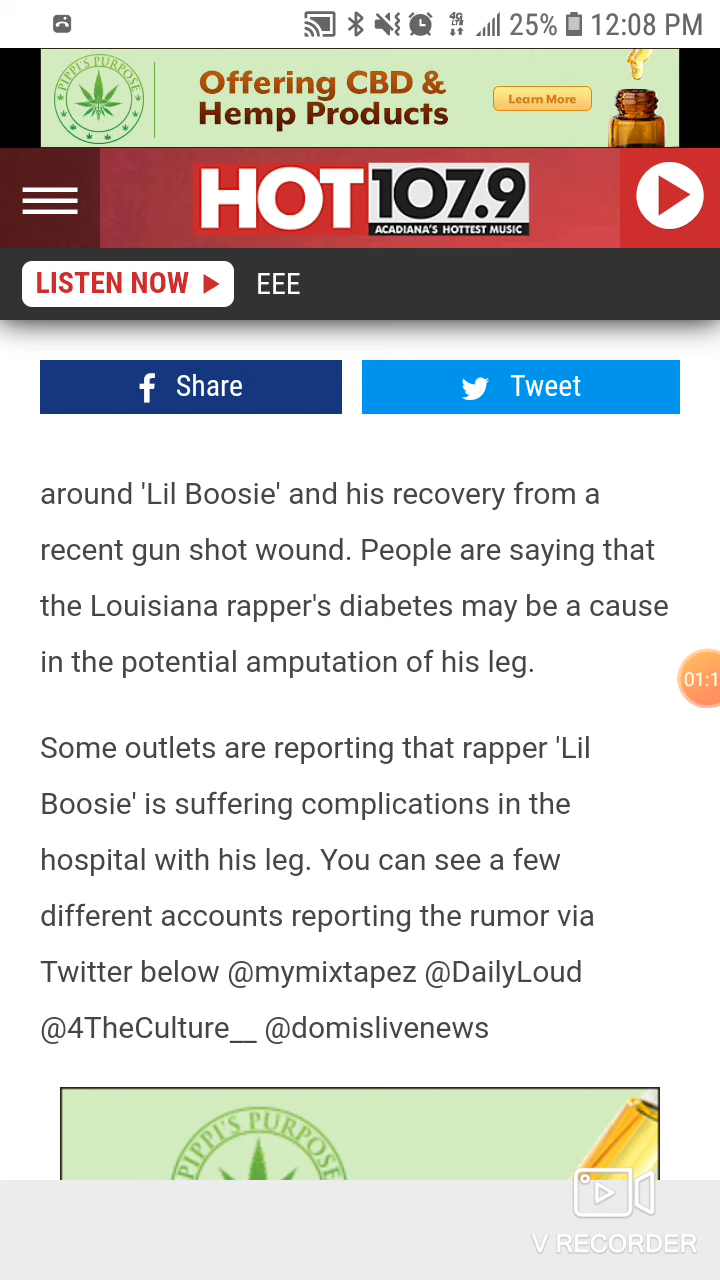 4G
LTE
25% 12:08 PM
PIPPI'S PURPOSE
Offering CBD &
Hemp Products
Learn More
HOT 107.9
ACADIANA'S HOTTEST MUSIC
LISTEN NOW EEE
Share Tweet
around 'Lil Boosie' and his recovery from a
recent gun shot wound. People are saying that
the Louisiana rapper's diabetes may be a cause
in the potential amputation of his leg.
01:1
Some outlets are reporting that rapper 'Lil
Boosie' is suffering complications in the
hospital with his leg. You can see a few
different accounts reporting the rumor via
Twitter below @mymixtapez @DailyLoud
@4TheCulture__ @domislivenews
PIPPI'S PURPOSE
V RECORDER